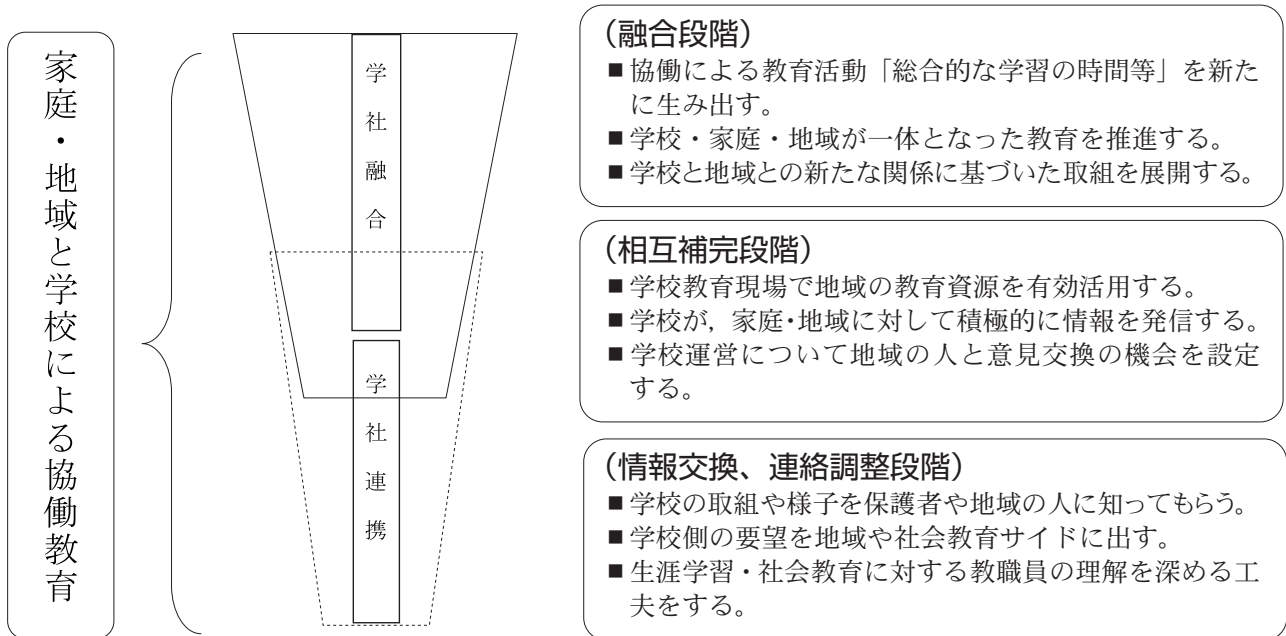 家庭・地域と学校による協働教育
学社融合
学社連携
(融合段階)
■協働による教育活動「総合的な学習の時間等」を新た
に生み出す。
■学校・家庭・地域が一体となった教育を推進する。
■学校と地域との新たな関係に基づいた取組を展開する。
(相互補完段階)
■学校教育現場で地域の教育資源を有効活用する。
■学校が，家庭・地域に対して積極的に情報を発信する。
■学校運営について地域の人と意見交換の機会を設定
する。
(情報交換、連絡調整段階)
■学校の取組や様子を保護者や地域の人に知ってもらう。
■学校側の要望を地域や社会教育サイドに出す。
■生涯学習・社会教育に対する教職員の理解を深める工
夫をする。